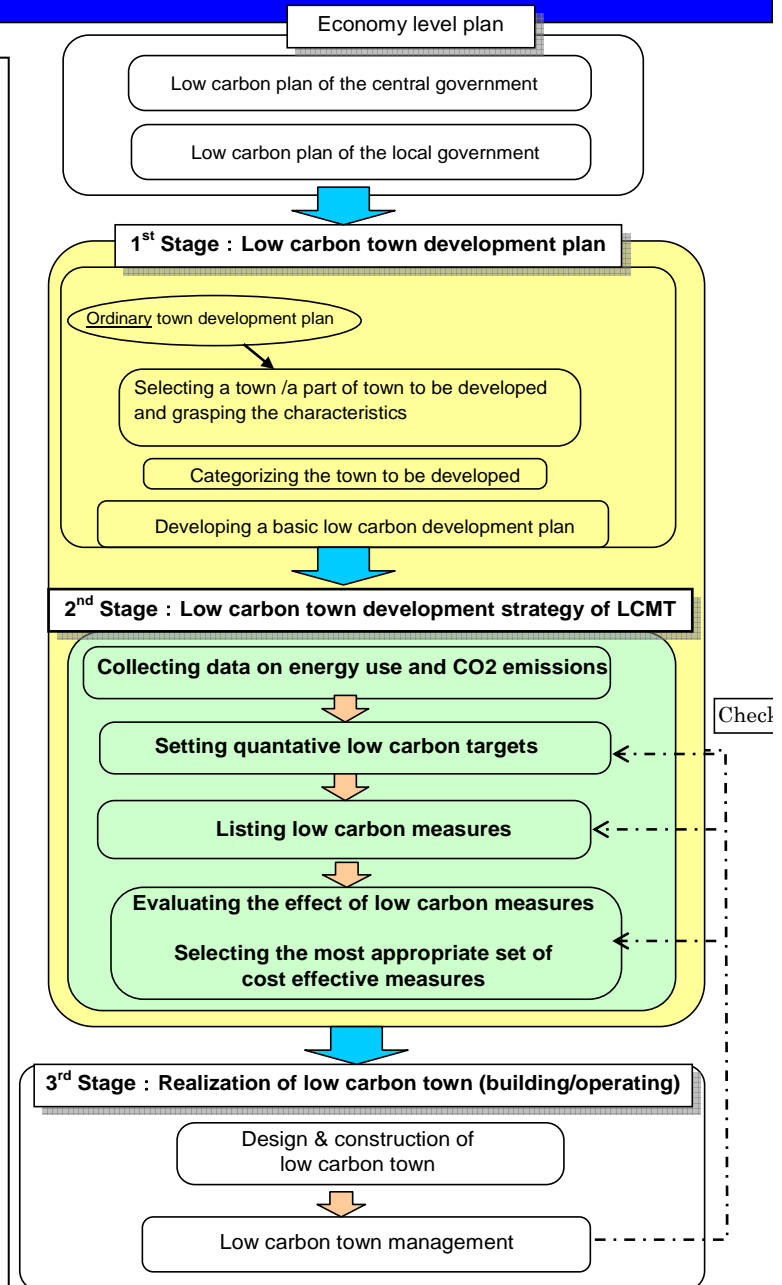 Economy level plan
Low carbon plan of the central government
Low carbon plan of the local government
1st Stage : Low carbon town development plan
Ordinary town development plan
Selecting a town /a part of town to be developed
and grasping the characteristics
Categorizing the town to be developed
Developing a basic low carbon development plan
2nd Stage : Low carbon town development strategy of LCMT
Collecting data on energy use and CO2 emissions
Setting quantative low carbon targets
Check
Listing low carbon measures
Evaluating the effect of low carbon measures
Selecting the most appropriate set of
cost effective measures
3rd Stage : Realization of low carbon town (building/operating)
Design & construction of
low carbon town
Low carbon town management